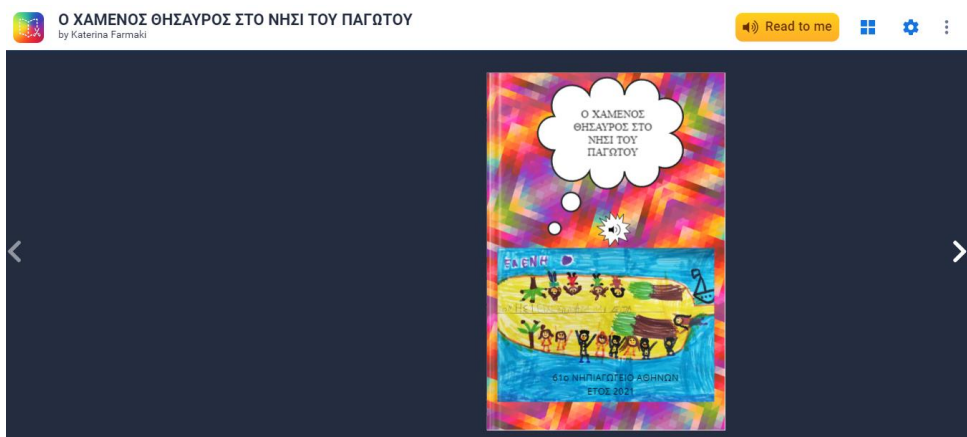 Ο ΧΑΜΕΝΟΣ ΘΗΣΑΥΡΟΣ ΣΤΟ ΝΗΣΙ ΤΟΥ ΠΑΓΩΤΟΥ
by Katerina Farmaki
Read to me
Ο ΧΑΜΕΝΟΣ
ΘΗΣΑΥΡΟΣ ΣΤΟ
ΝΗΣΙ ΤΟΥ
ΠΑΓΩΤΟΥ
ΕΛΕΝΗ
61ο ΝΗΠΙΑΓΩΓΕΙΟ ΑΘΗΝΩΝ
ΕΤΟΣ 2021